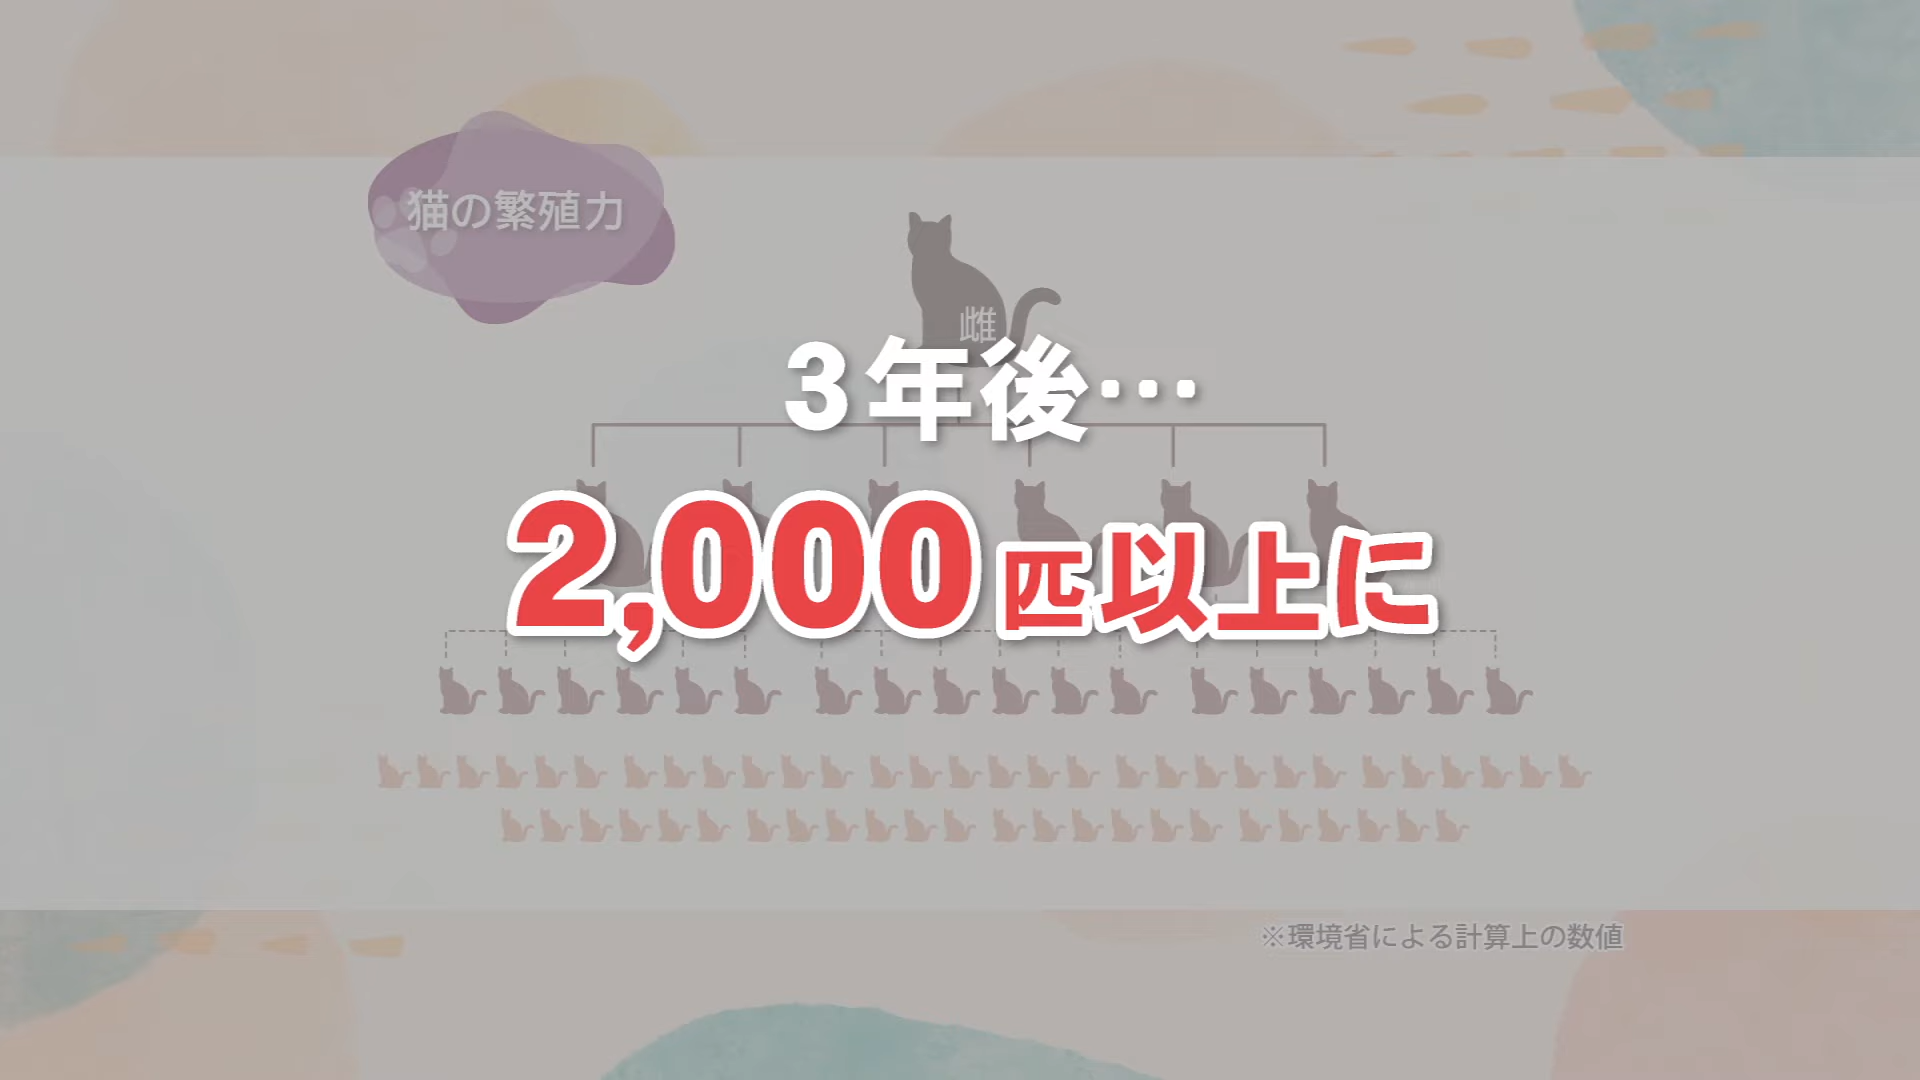 猫の繁殖力
雌
3年後…
2,000匹以上に
※環境省による計算上の数値